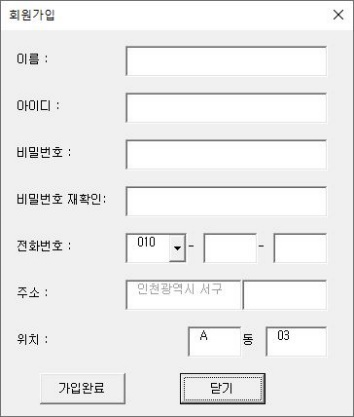 회원가입
이름 :
아이디 :
비밀번호 :
비밀번호 재확인:
전화번호 : 010 - -
주소 : 인천광역시 서구
위치 : A 동 03
가입완료 닫기